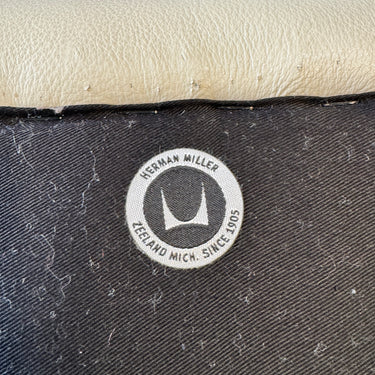 HERMAN MILLER
ZEELAND MICH. SINCE 1905